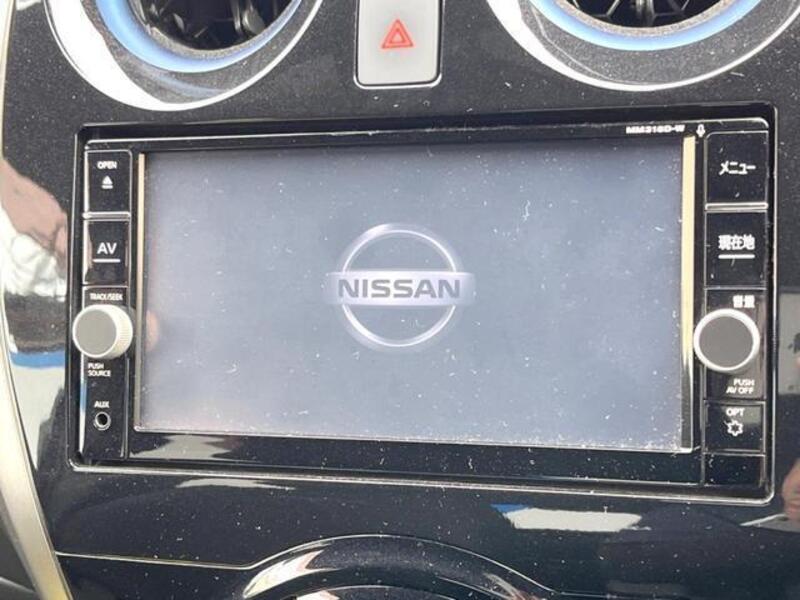 MM318D-W
OPEN
AV
TRACK/SEEK
PUSH
SOURCE
AUX
NISSAN
メニュー
現在地
音量
PUSH
AV OFF
OPT